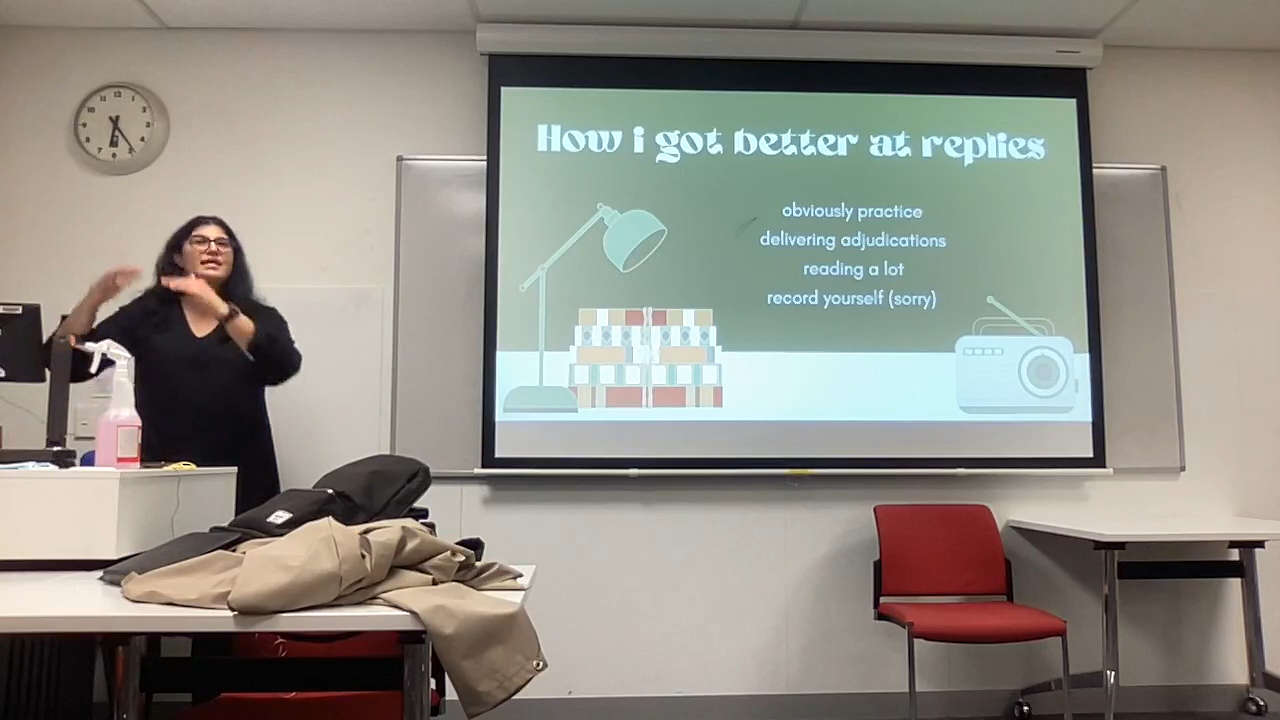 How i got better at replies
obviously practice
delivering adjudications
reading a lot
record yourself (sorry)